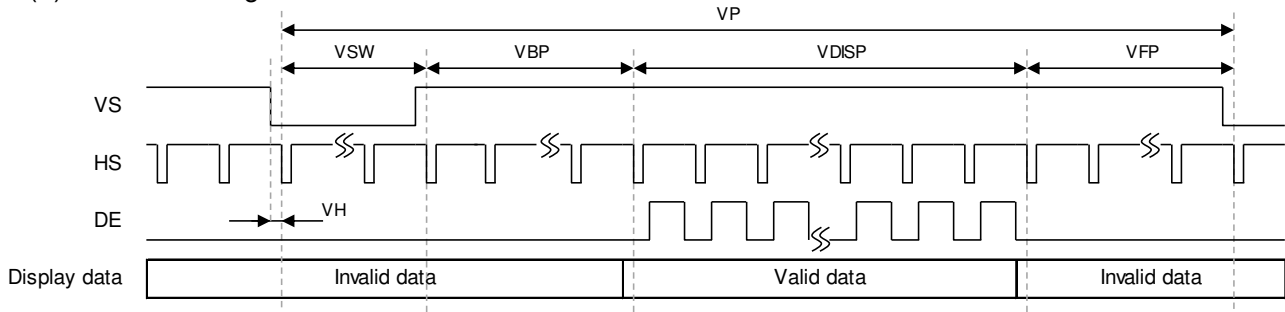 VP
VSW VBP VDISP VFP
VS
HS
DE VH
Display data Invalid data Valid data Invalid data